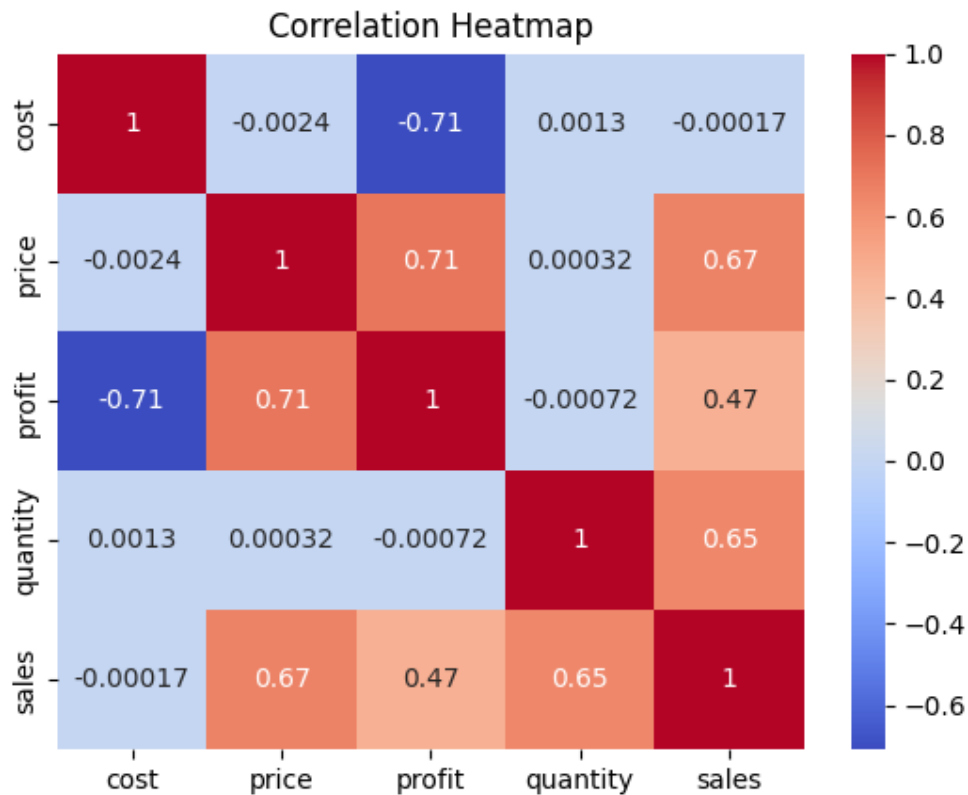 Correlation Heatmap
cost 1 -0.0024 -0.71 0.0013 -0.00017
price -0.0024 1 0.71 0.00032 0.67
profit -0.71 0.71 1 -0.00072 0.47
quantity 0.0013 0.00032 -0.00072 1 0.65
sales -0.00017 0.67 0.47 0.65 1
cost price profit quantity sales
1.0
0.8
0.6
0.4
0.2
0.0
−0.2
−0.4
−0.6